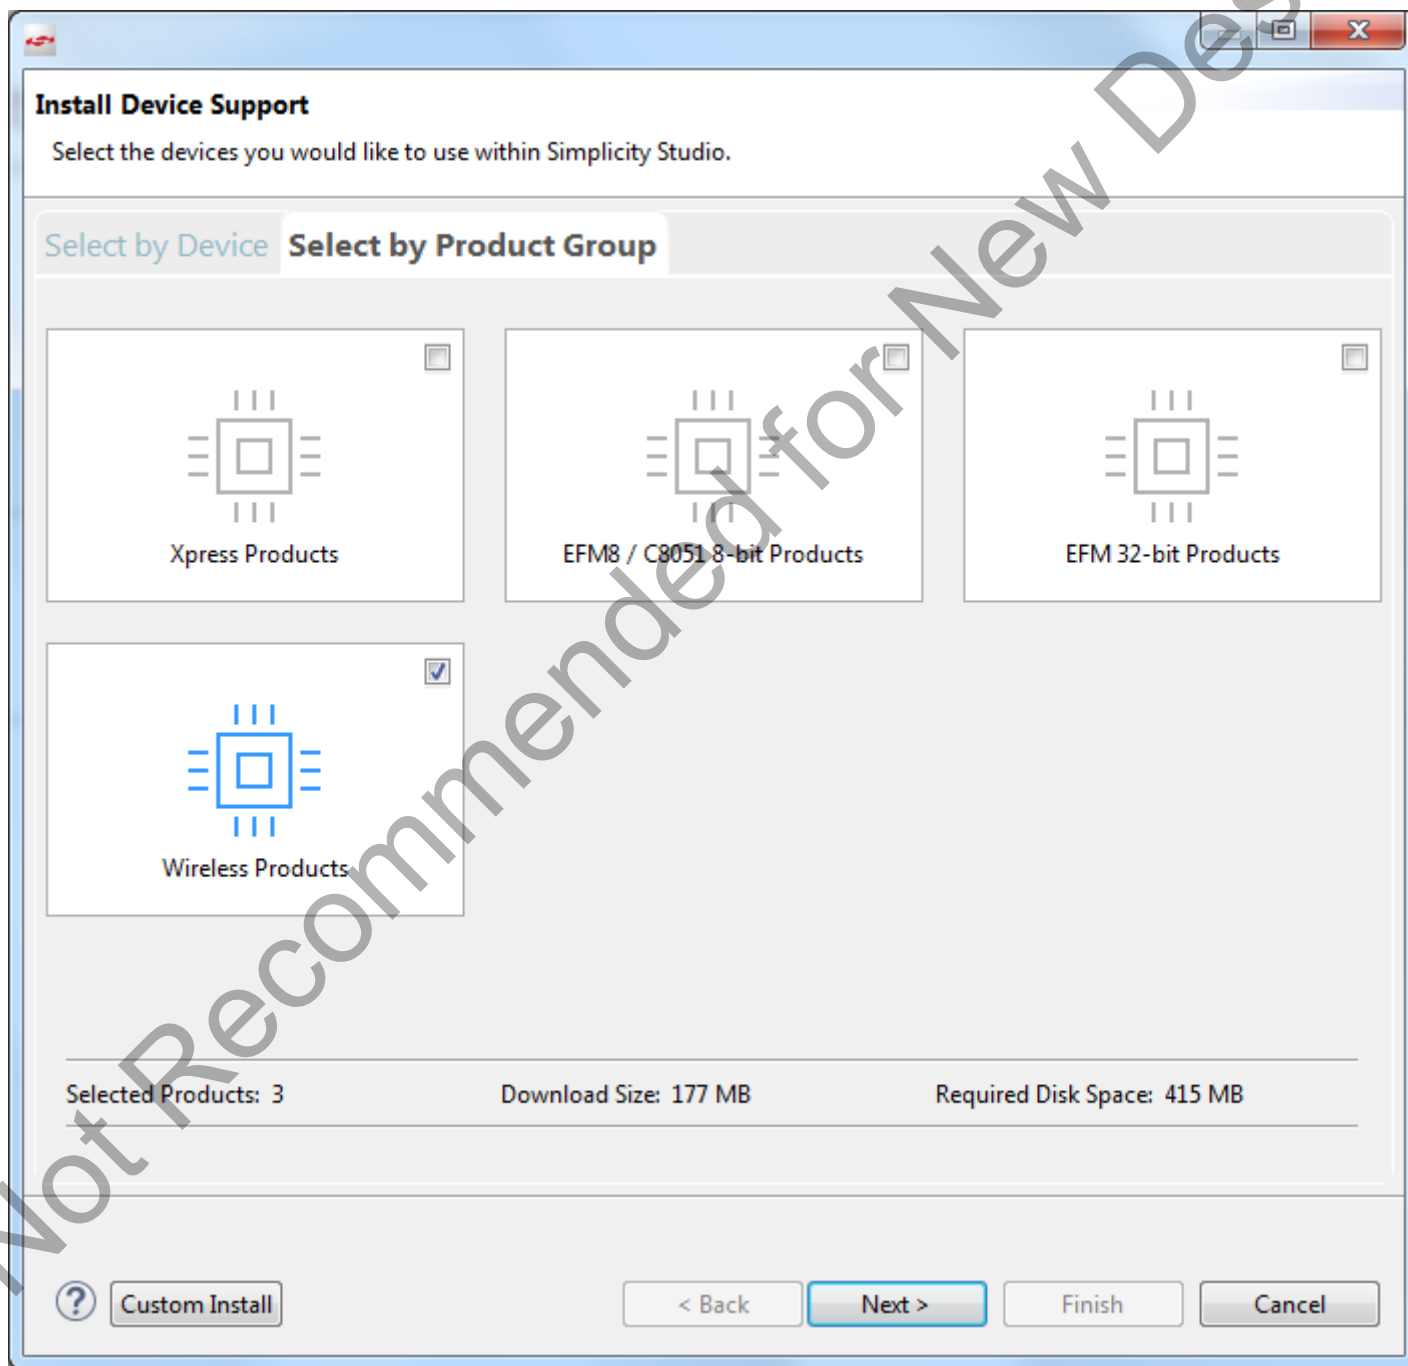 Install Device Support
Select the devices you would like to use within Simplicity Studio.
Select by Device Select by Product Group
Xpress Products
EFM8 / C8051 8-bit Products
EFM 32-bit Products
Wireless Products
Selected Products: 3 Download Size: 177 MB Required Disk Space: 415 MB
? Custom Install < Back Next > Finish Cancel
Not Recommended for New